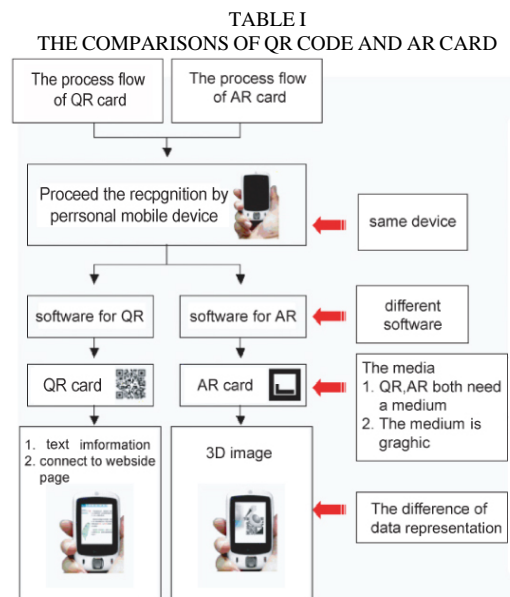 TABLE I
THE COMPARISONS OF QR CODE AND AR CARD
The process flow
of QR card
The process flow
of AR card
Proceed the recpgnition by
perrsonal mobile device
same device
software for QR
software for AR
different
software
QR card
AR card
The media
1. QR,AR both need
a medium
2. The medium is
graghic
1. text imformation
2. connect to webside
page
3D image
The difference of
data representation